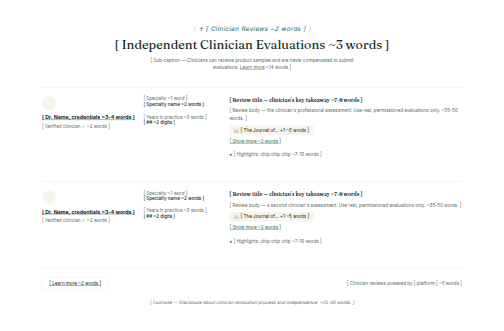 / + [ Clinician Reviews ~2 words ] /
[ Independent Clinician Evaluations ~3 words ]
[ Sub-caption — Clinicians can receive product samples and are never compensated to submit
evaluations. Learn more ~14 words ]
[ Dr. Name, credentials ~3-4 words ]
[ Verified clinician ✓ ~2 words ]
[ Specialty ~1 word ]
[ Specialty name ~2 words ]
[ Years in practice ~3 words ]
[ ## ~2 digits ]
[ Review title — clinician's key takeaway ~7-9 words ]
[ Review body — clinician's assessment. Use real, permissioned evaluations only. ~35-50
words. ]
[ The Journal of... +1 ~5 words ]
[ Show more ~2 words ]
+ [ Highlights: chip chip chip ~7-10 words ]
[ Dr. Name, credentials ~3-4 words ]
[ Verified clinician ✓ ~2 words ]
[ Specialty ~1 word ]
[ Specialty name ~2 words ]
[ Years in practice ~3 words ]
[ ## ~2 digits ]
[ Review title — clinician's key takeaway ~7-9 words ]
[ Review body — a second clinician's assessment. Use real, permissioned evaluations only. ~35-50 words. ]
[ The Journal of... +1 ~5 words ]
[ Show more ~2 words ]
+ [ Highlights: chip chip chip ~7-10 words ]
[ Learn more ~2 words ]
[ Clinician reviews powered by [ platform ] ~5 words ]
[ Footnote — Disclosure about clinician evaluation process and independence. ~15-30 words. ]